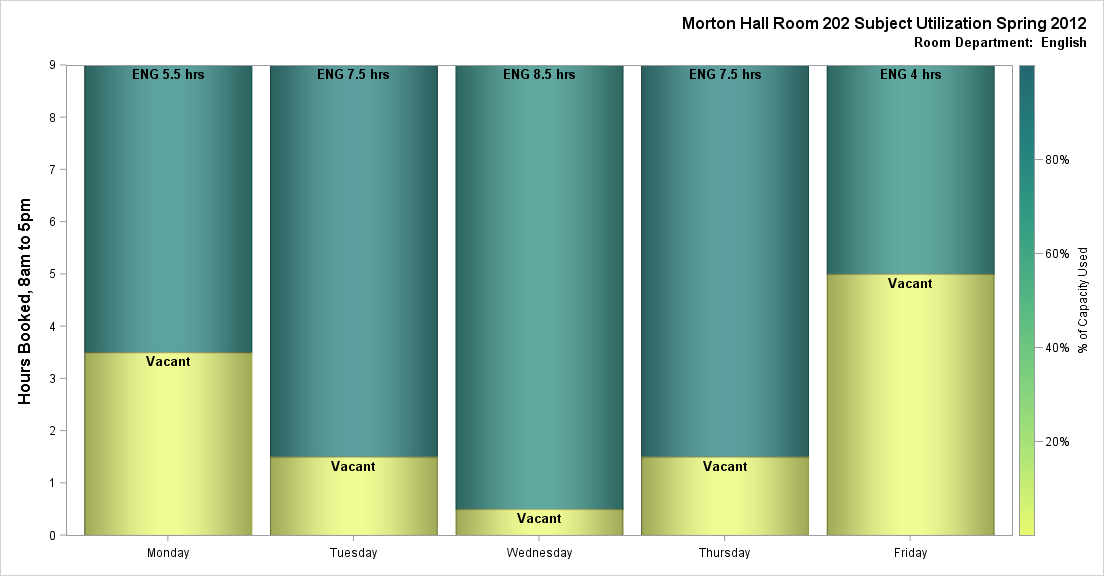 Morton Hall Room 202 Subject Utilization Spring 2012
Room Department:  English
Hours Booked, 8am to 5pm
9
8
7
6
5
4
3
2
1
0
ENG 5.5 hrs
ENG 7.5 hrs
ENG 8.5 hrs
ENG 7.5 hrs
ENG 4 hrs
Vacant
Vacant
Vacant
Vacant
Vacant
Monday
Tuesday
Wednesday
Thursday
Friday
80%
60%
40%
20%
% of Capacity Used